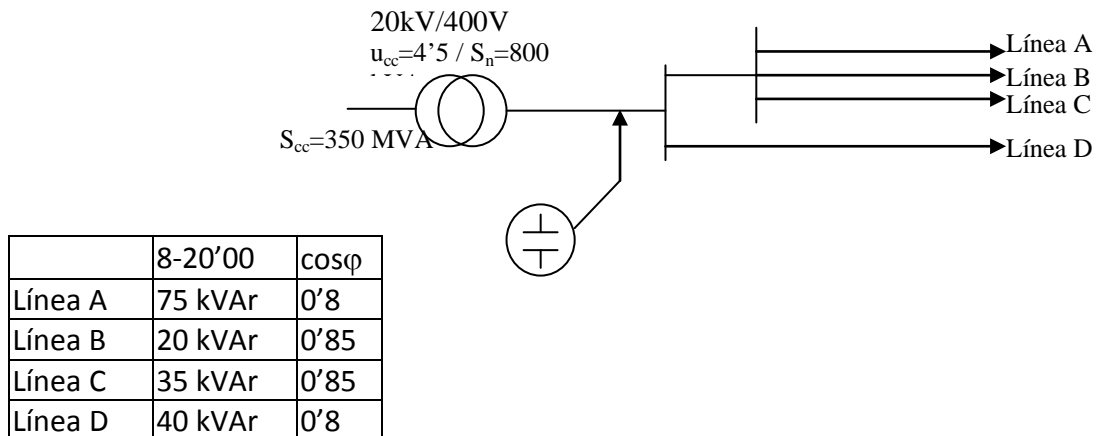 20kV/400V
ucc=4'5 / Sn=800
Scc=350 MVA
Línea A
Línea B
Línea C
Línea D
8-20'00 cosφ
Línea A 75 kVAr 0'8
Línea B 20 kVAr 0'85
Línea C 35 kVAr 0'85
Línea D 40 kVAr 0'8